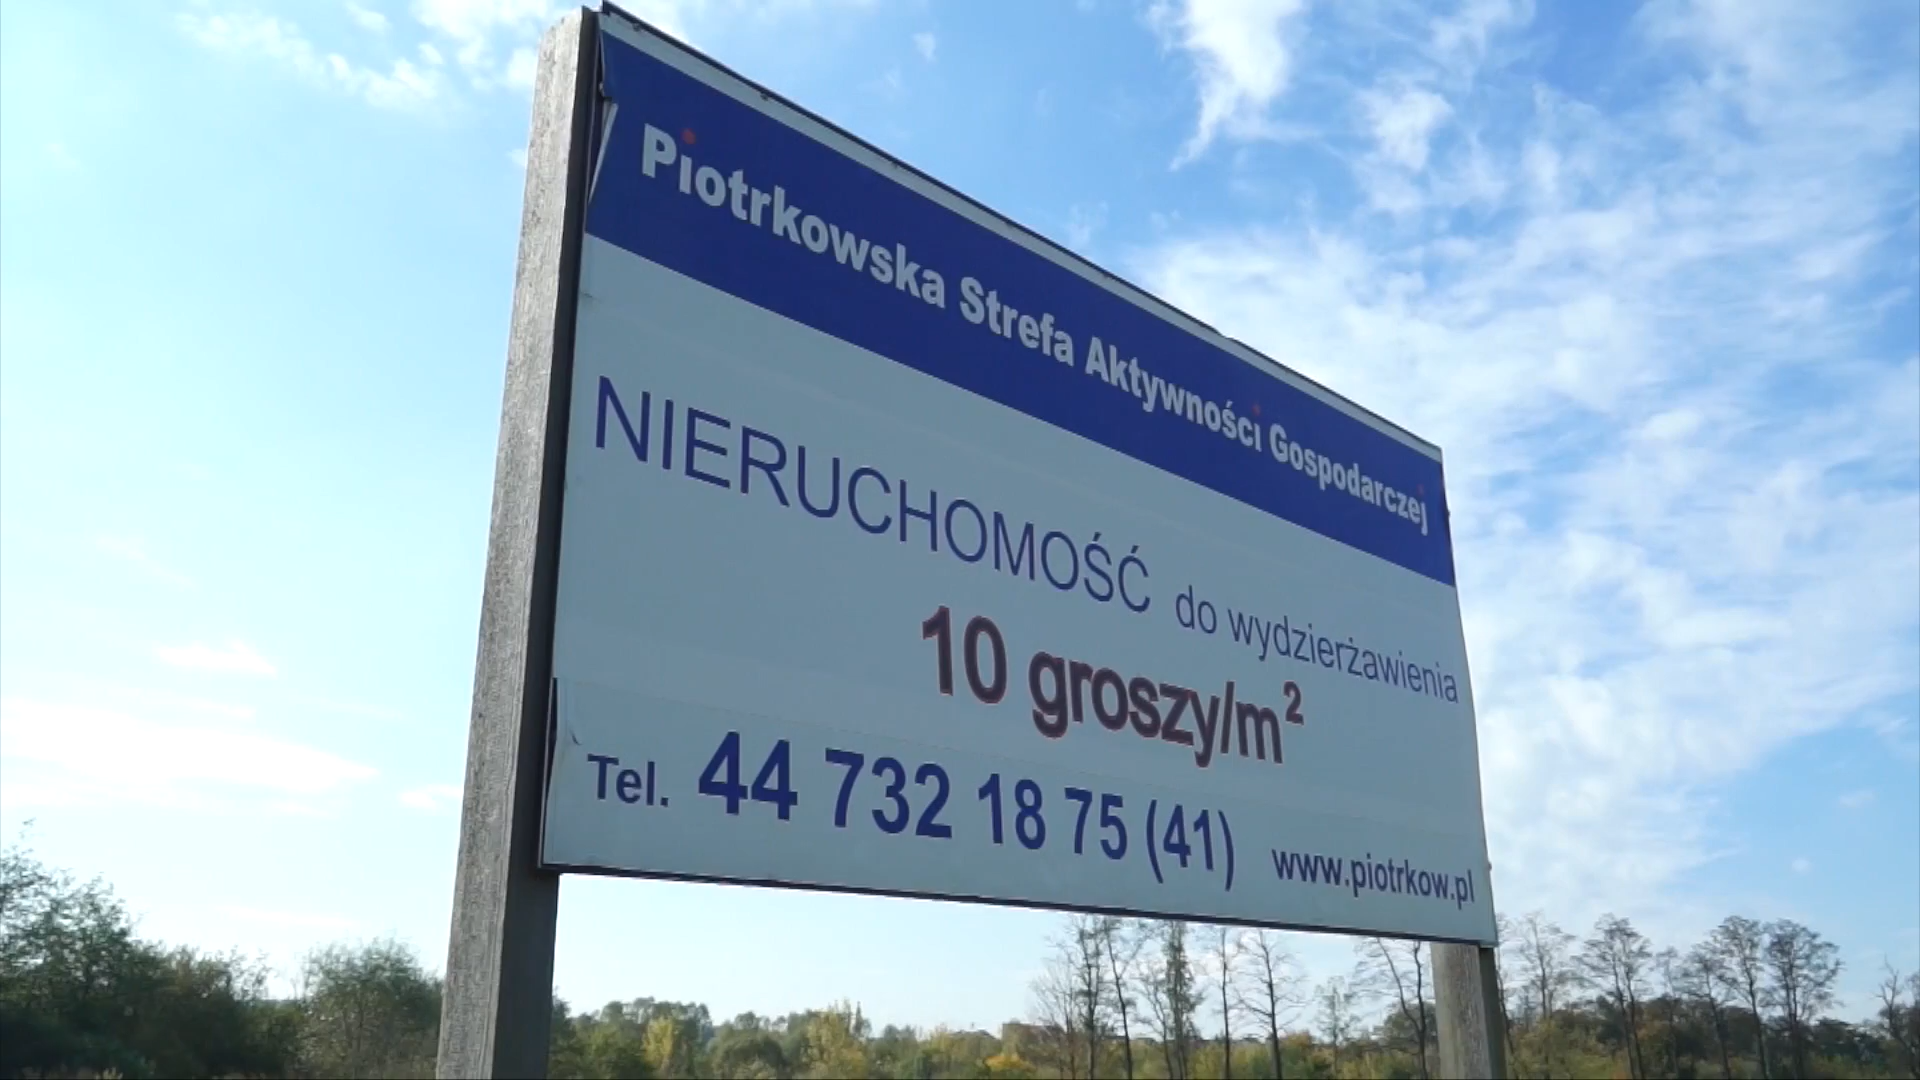 Piotrkowska Strefa Aktywności Gospodarczej
NIERUCHOMOŚĆ do wydzierżawienia
10 groszy/m²
Tel. 44 732 18 75 (41) www.piotrkow.pl